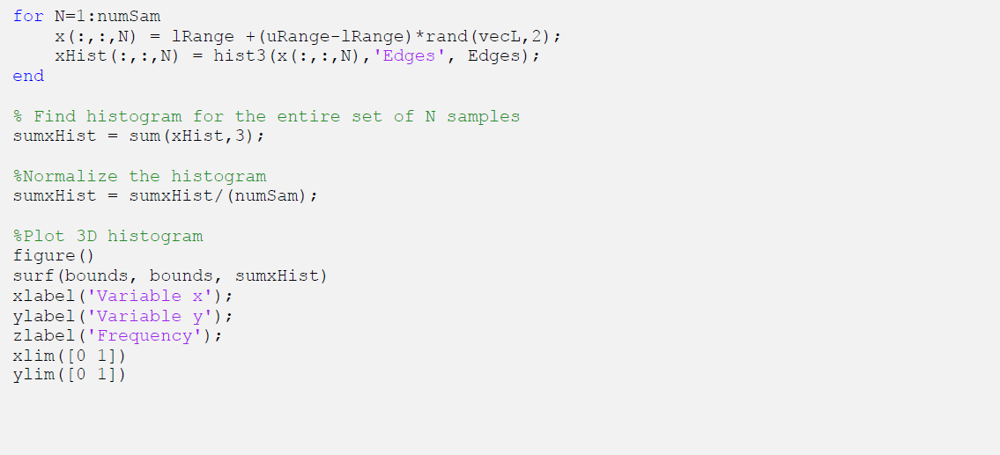 for N=1:numSam
    x(:,:,N) = lRange +(uRange-lRange)*rand(vecL,2);
    xHist(:,:,N) = hist3(x(:,:,N),'Edges', Edges);
end
% Find histogram for the entire set of N samples
sumxHist = sum(xHist,3);
%Normalize the histogram
sumxHist = sumxHist/(numSam);
%Plot 3D histogram
figure()
surf(bounds, bounds, sumxHist)
xlabel('Variable x');
ylabel('Variable y');
zlabel('Frequency');
xlim([0 1])
ylim([0 1])